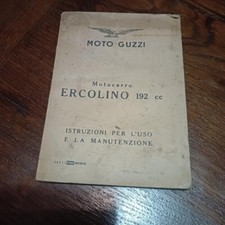 MOTO GUZZI
Motocarro
ERCOLINO 192 cc
ISTRUZIONI PER L'USO
E LA MANUTENZIONE